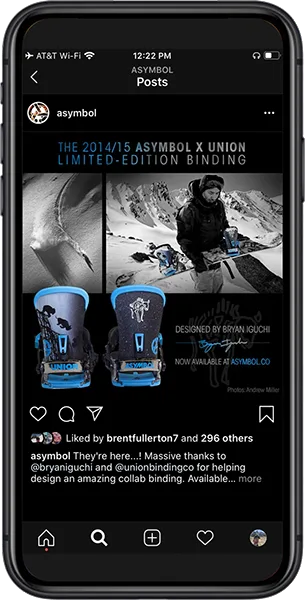 AT&T Wi-Fi
12:22 PM
ASYMBOL
Posts
asymbol
THE 2014/15 ASYMBOL X UNION
LIMITED-EDITION BINDING
UNION
ASYMBOL
DESIGNED BY BRYAN IGUCHI
NOW AVAILABLE AT ASYMBOL.CO
Photos: Andrew Miller
Liked by brentfullerton7 and 296 others
asymbol They're here...! Massive thanks to
@bryaniguchi and @unionbindingco for helping
design an amazing collab binding. Available... more